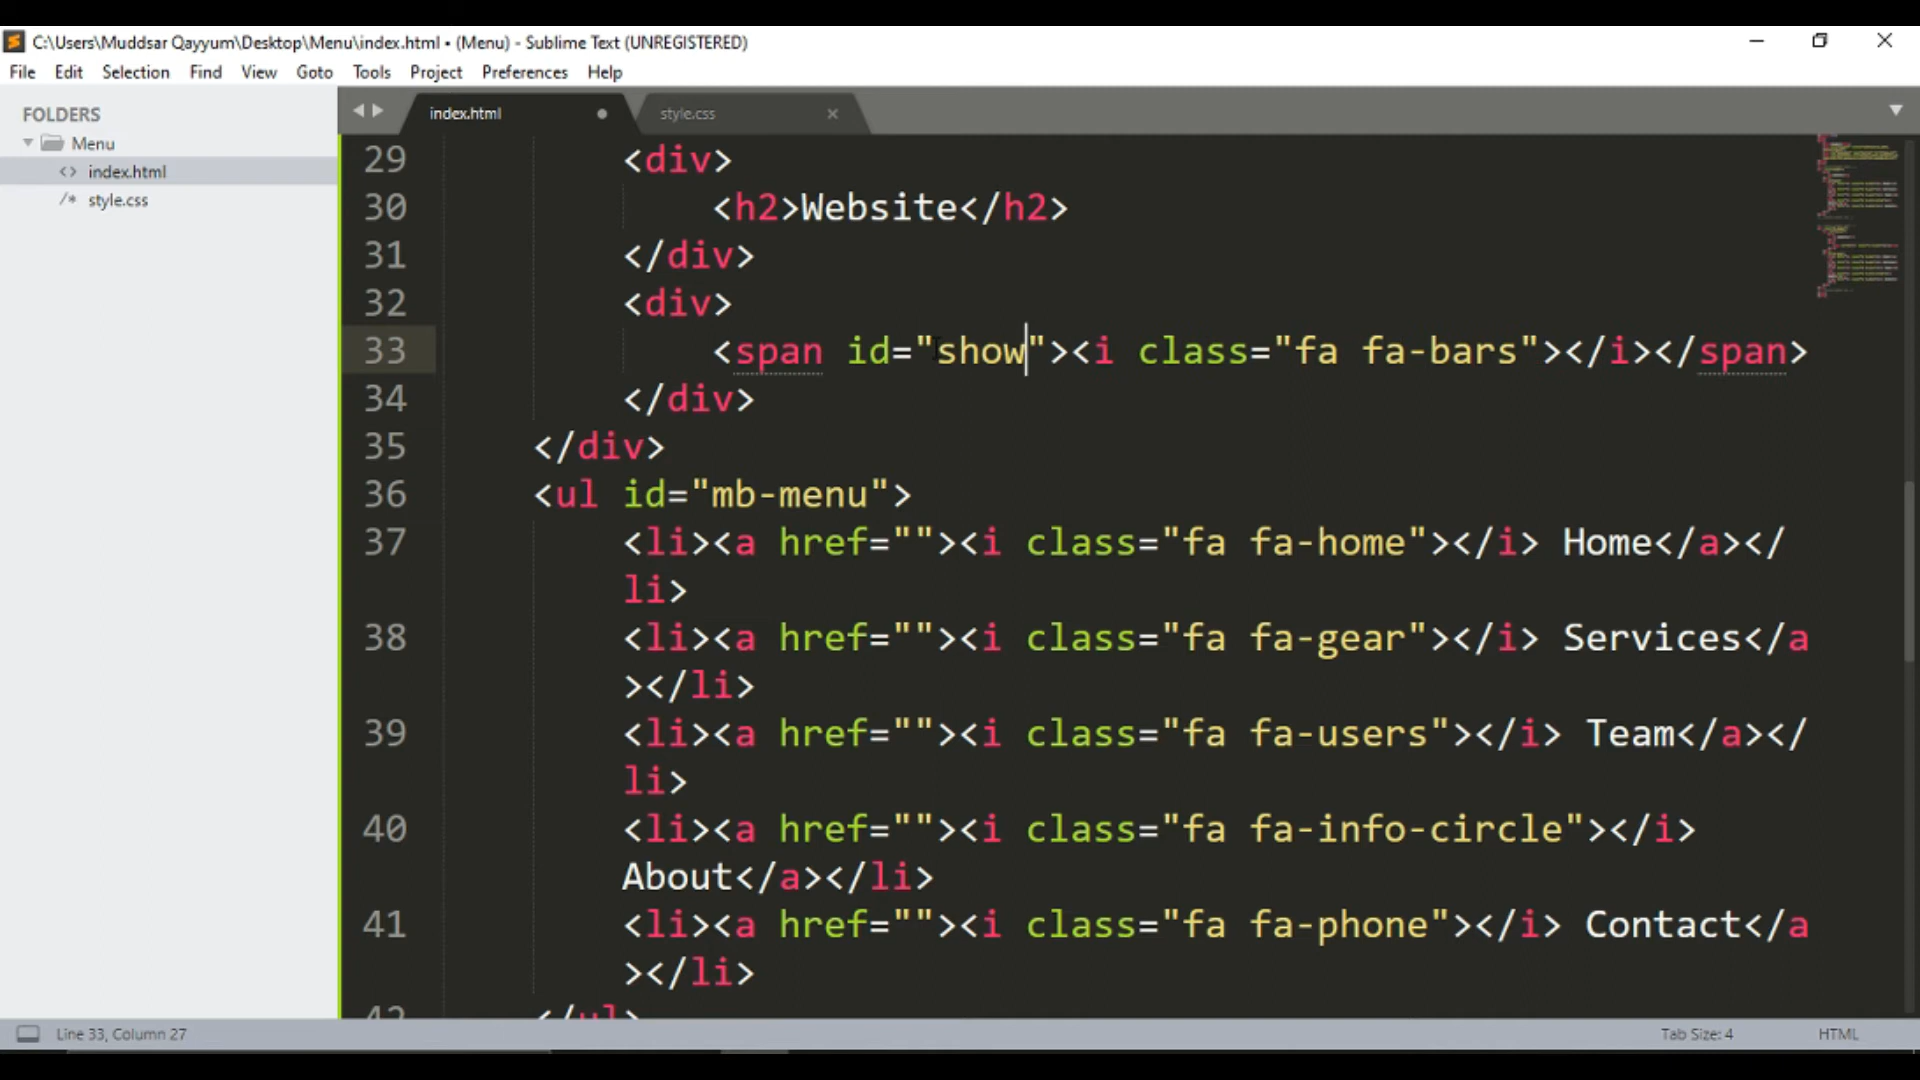 C:\Users\Muddsar Qayyum\Desktop\Menu\index.html • (Menu) - Sublime Text (UNREGISTERED)
File Edit Selection Find View Goto Tools Project Preferences Help
FOLDERS
Menu
<> index.html
/* style.css
index.html
style.css
29 <div>
30 <h2>Website</h2>
31 </div>
32 <div>
33 <span id="show"><i class="fa fa-bars"></i></span>
34 </div>
35 </div>
36 <ul id="mb-menu">
37 <li><a href=""><i class="fa fa-home"></i> Home</a></
li>
38 <li><a href=""><i class="fa fa-gear"></i> Services</a
></li>
39 <li><a href=""><i class="fa fa-users"></i> Team</a></
li>
40 <li><a href=""><i class="fa fa-info-circle"></i>
About</a></li>
41 <li><a href=""><i class="fa fa-phone"></i> Contact</a
></li>
42 </ul>
Line 33, Column 27
Tab Size: 4
HTML